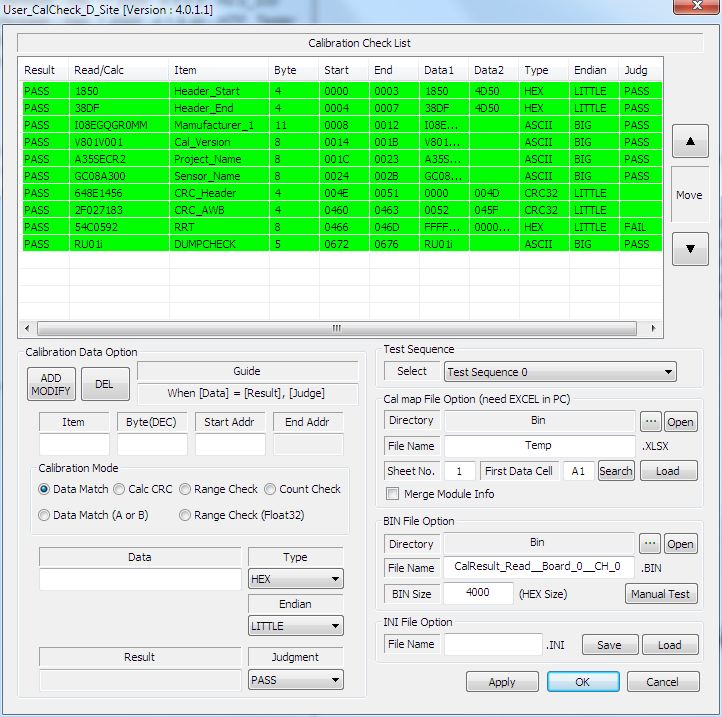 User_CalCheck_D_Site [Version : 4.0.1.1]
Calibration Check List
Result Read/Calc Item Byte Start End Data1 Data2 Type Endian Judg
PASS 1850 Header_Start 4 0000 0003 1850 4D50 HEX LITTLE PASS
PASS 38DF Header_End 4 0004 0007 38DF 4D50 HEX LITTLE PASS
PASS I08EGQGR0MM Mamufacturer_1 11 0008 0012 I08E... ASCII BIG PASS
PASS V801V001 Cal_Version 8 0014 001B V801... ASCII BIG PASS
PASS A35SECR2 Project_Name 8 001C 0023 A35S... ASCII BIG PASS
PASS GC08A300 Sensor_Name 8 0024 002B GC08... ASCII BIG PASS
PASS 648E1456 CRC_Header 4 004E 0051 0000 004D CRC32 LITTLE
PASS 2F027183 CRC_AWB 4 0460 0463 0052 045F CRC32 LITTLE
PASS 54C0592 RRT 8 0466 046D FFFF... 0000... HEX LITTLE FAIL
PASS RU01i DUMPCHECK 5 0672 0676 RU01i ASCII BIG PASS
Move
Calibration Data Option
ADD
MODIFY
DEL
Guide
When [Data] = [Result], [Judge]
Item Byte(DEC) Start Addr End Addr
Calibration Mode
Data Match Calc CRC Range Check Count Check
Data Match (A or B) Range Check (Float32)
Data Type
HEX
Endian
LITTLE
Result Judgment
PASS
Test Sequence
Select Test Sequence 0
Cal map File Option (need EXCEL in PC)
Directory Bin ... Open
File Name Temp .XLSX
Sheet No. 1 First Data Cell A1 Search Load
Merge Module Info
BIN File Option
Directory Bin ... Open
File Name CalResult_Read__Board_0__CH_0 .BIN
BIN Size 4000 (HEX Size) Manual Test
INI File Option
File Name .INI Save Load
Apply OK Cancel